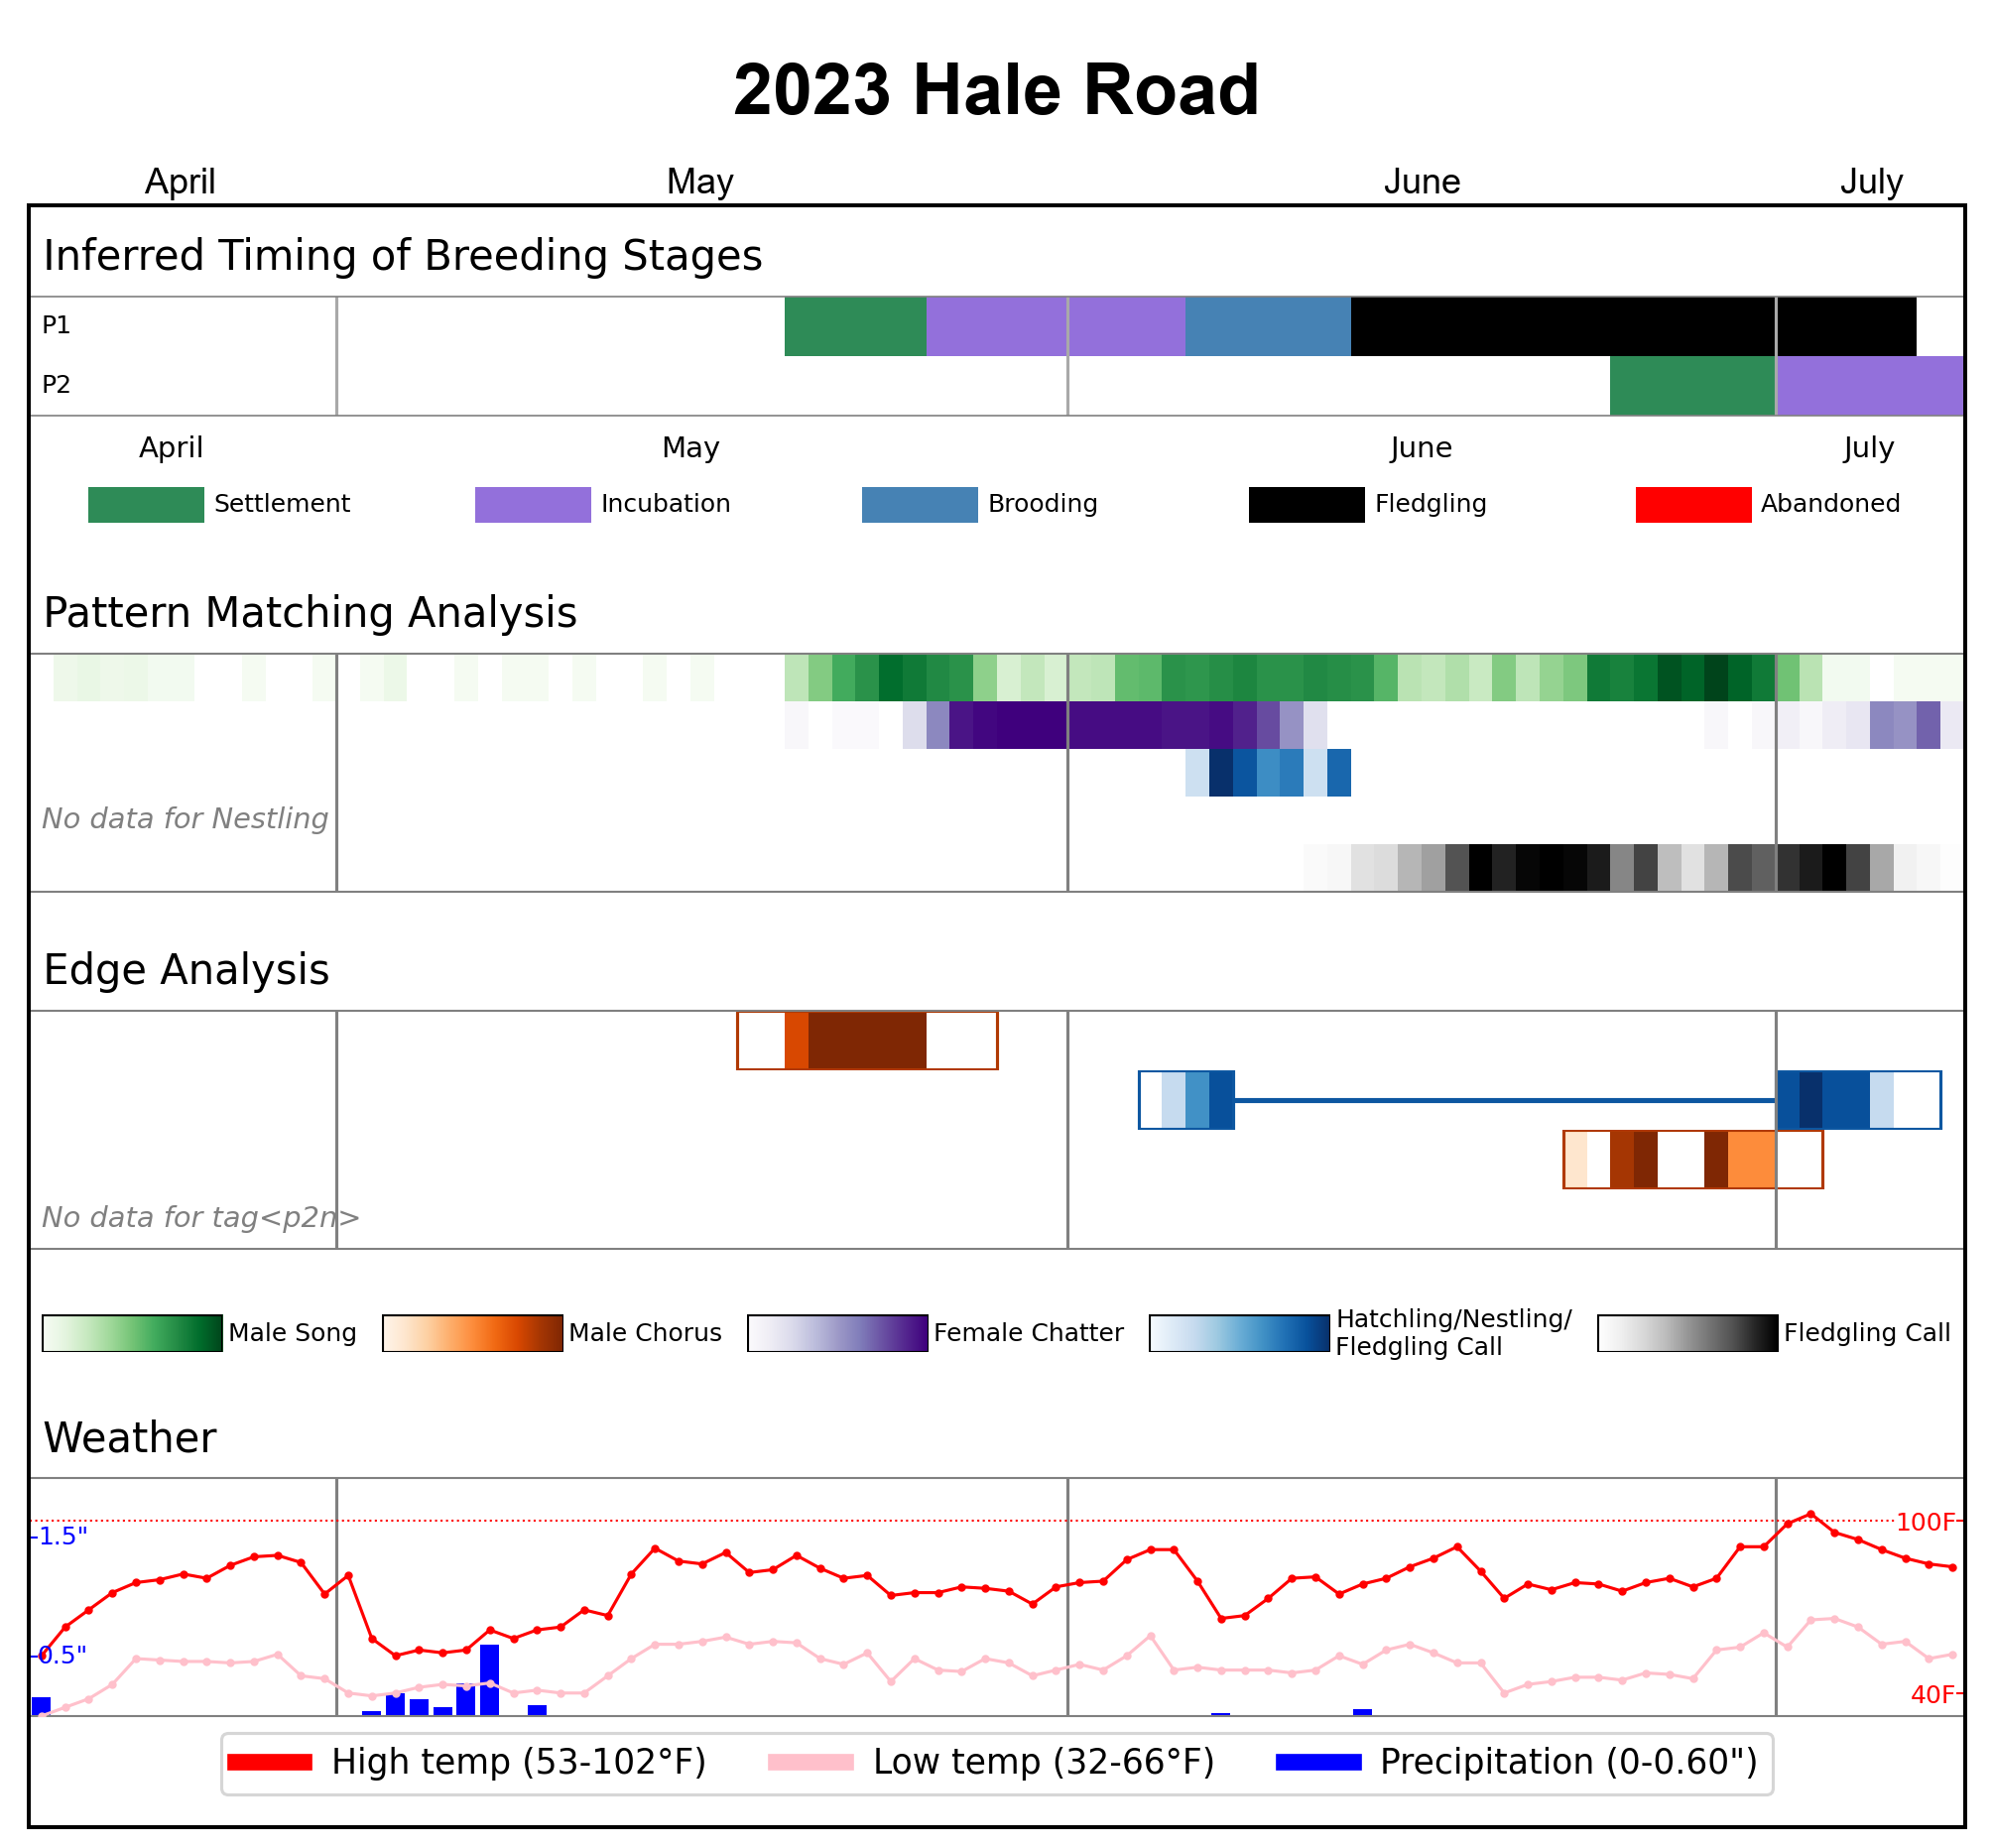 2023 Hale Road
April May June July
Inferred Timing of Breeding Stages
P1
P2
April May June July
Settlement Incubation Brooding Fledgling Abandoned
Pattern Matching Analysis
No data for Nestling
Edge Analysis
No data for tag<p2n>
Male Song Male Chorus Female Chatter Hatchling/Nestling/
Fledgling Call Fledgling Call
Weather
1.5" 100F
0.5" 40F
High temp (53-102°F) Low temp (32-66°F) Precipitation (0-0.60")